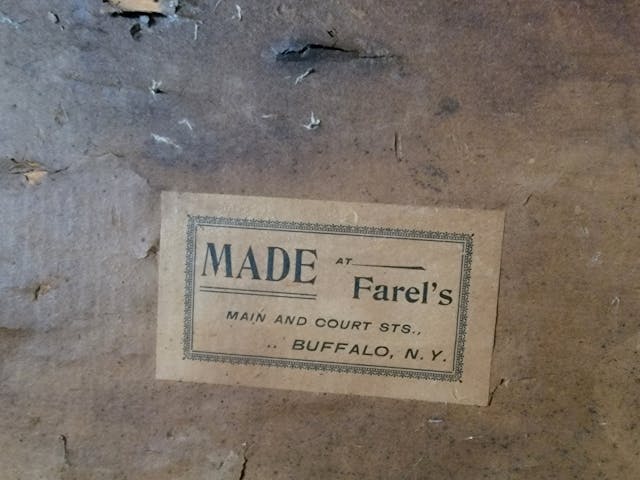 MADE AT
Farel's
MAIN AND COURT STS.,
.. BUFFALO, N. Y.